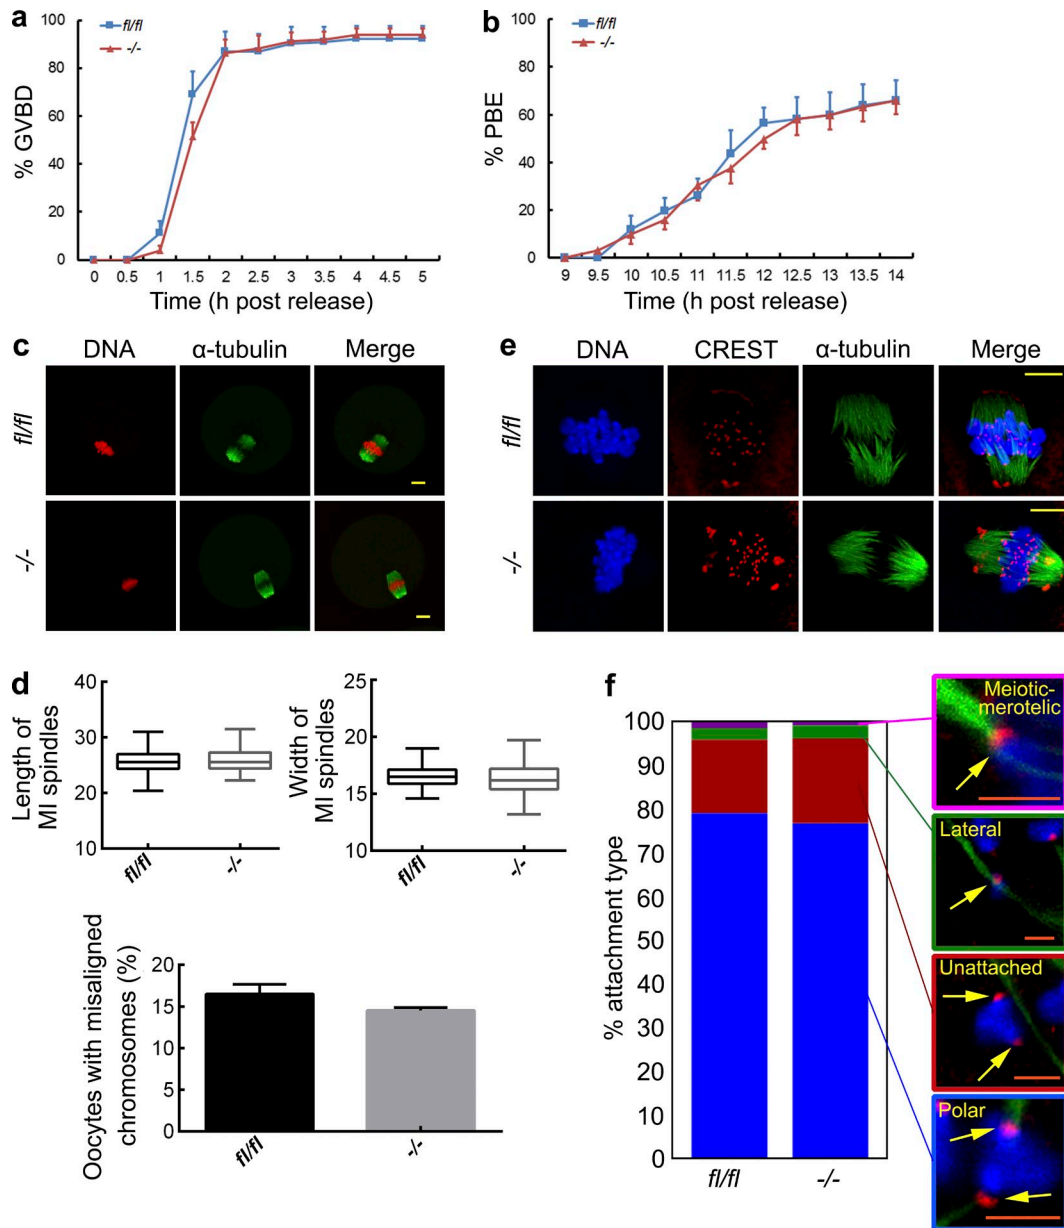 a
fl/fl
-/-
% GVBD
100
80
60
40
20
0
0 0.5 1 1.5 2 2.5 3 3.5 4 4.5 5
Time (h post release)
b
fl/fl
-/-
% PBE
100
80
60
40
20
0
9 9.5 10 10.5 11 11.5 12 12.5 13 13.5 14
Time (h post release)
c
DNA α-tubulin Merge
fl/fl
-/-
e
DNA CREST α-tubulin Merge
fl/fl
-/-
d
Length of
MI spindles
40
30
20
10
fl/fl -/-
Width of
MI spindles
25
20
15
10
fl/fl -/-
Oocytes with misaligned
chromosomes (%)
20
15
10
5
0
fl/fl -/-
f
% attachment type
100
90
80
70
60
50
40
30
20
10
0
fl/fl -/-
Meiotic-
merotelic
Lateral
Unattached
Polar